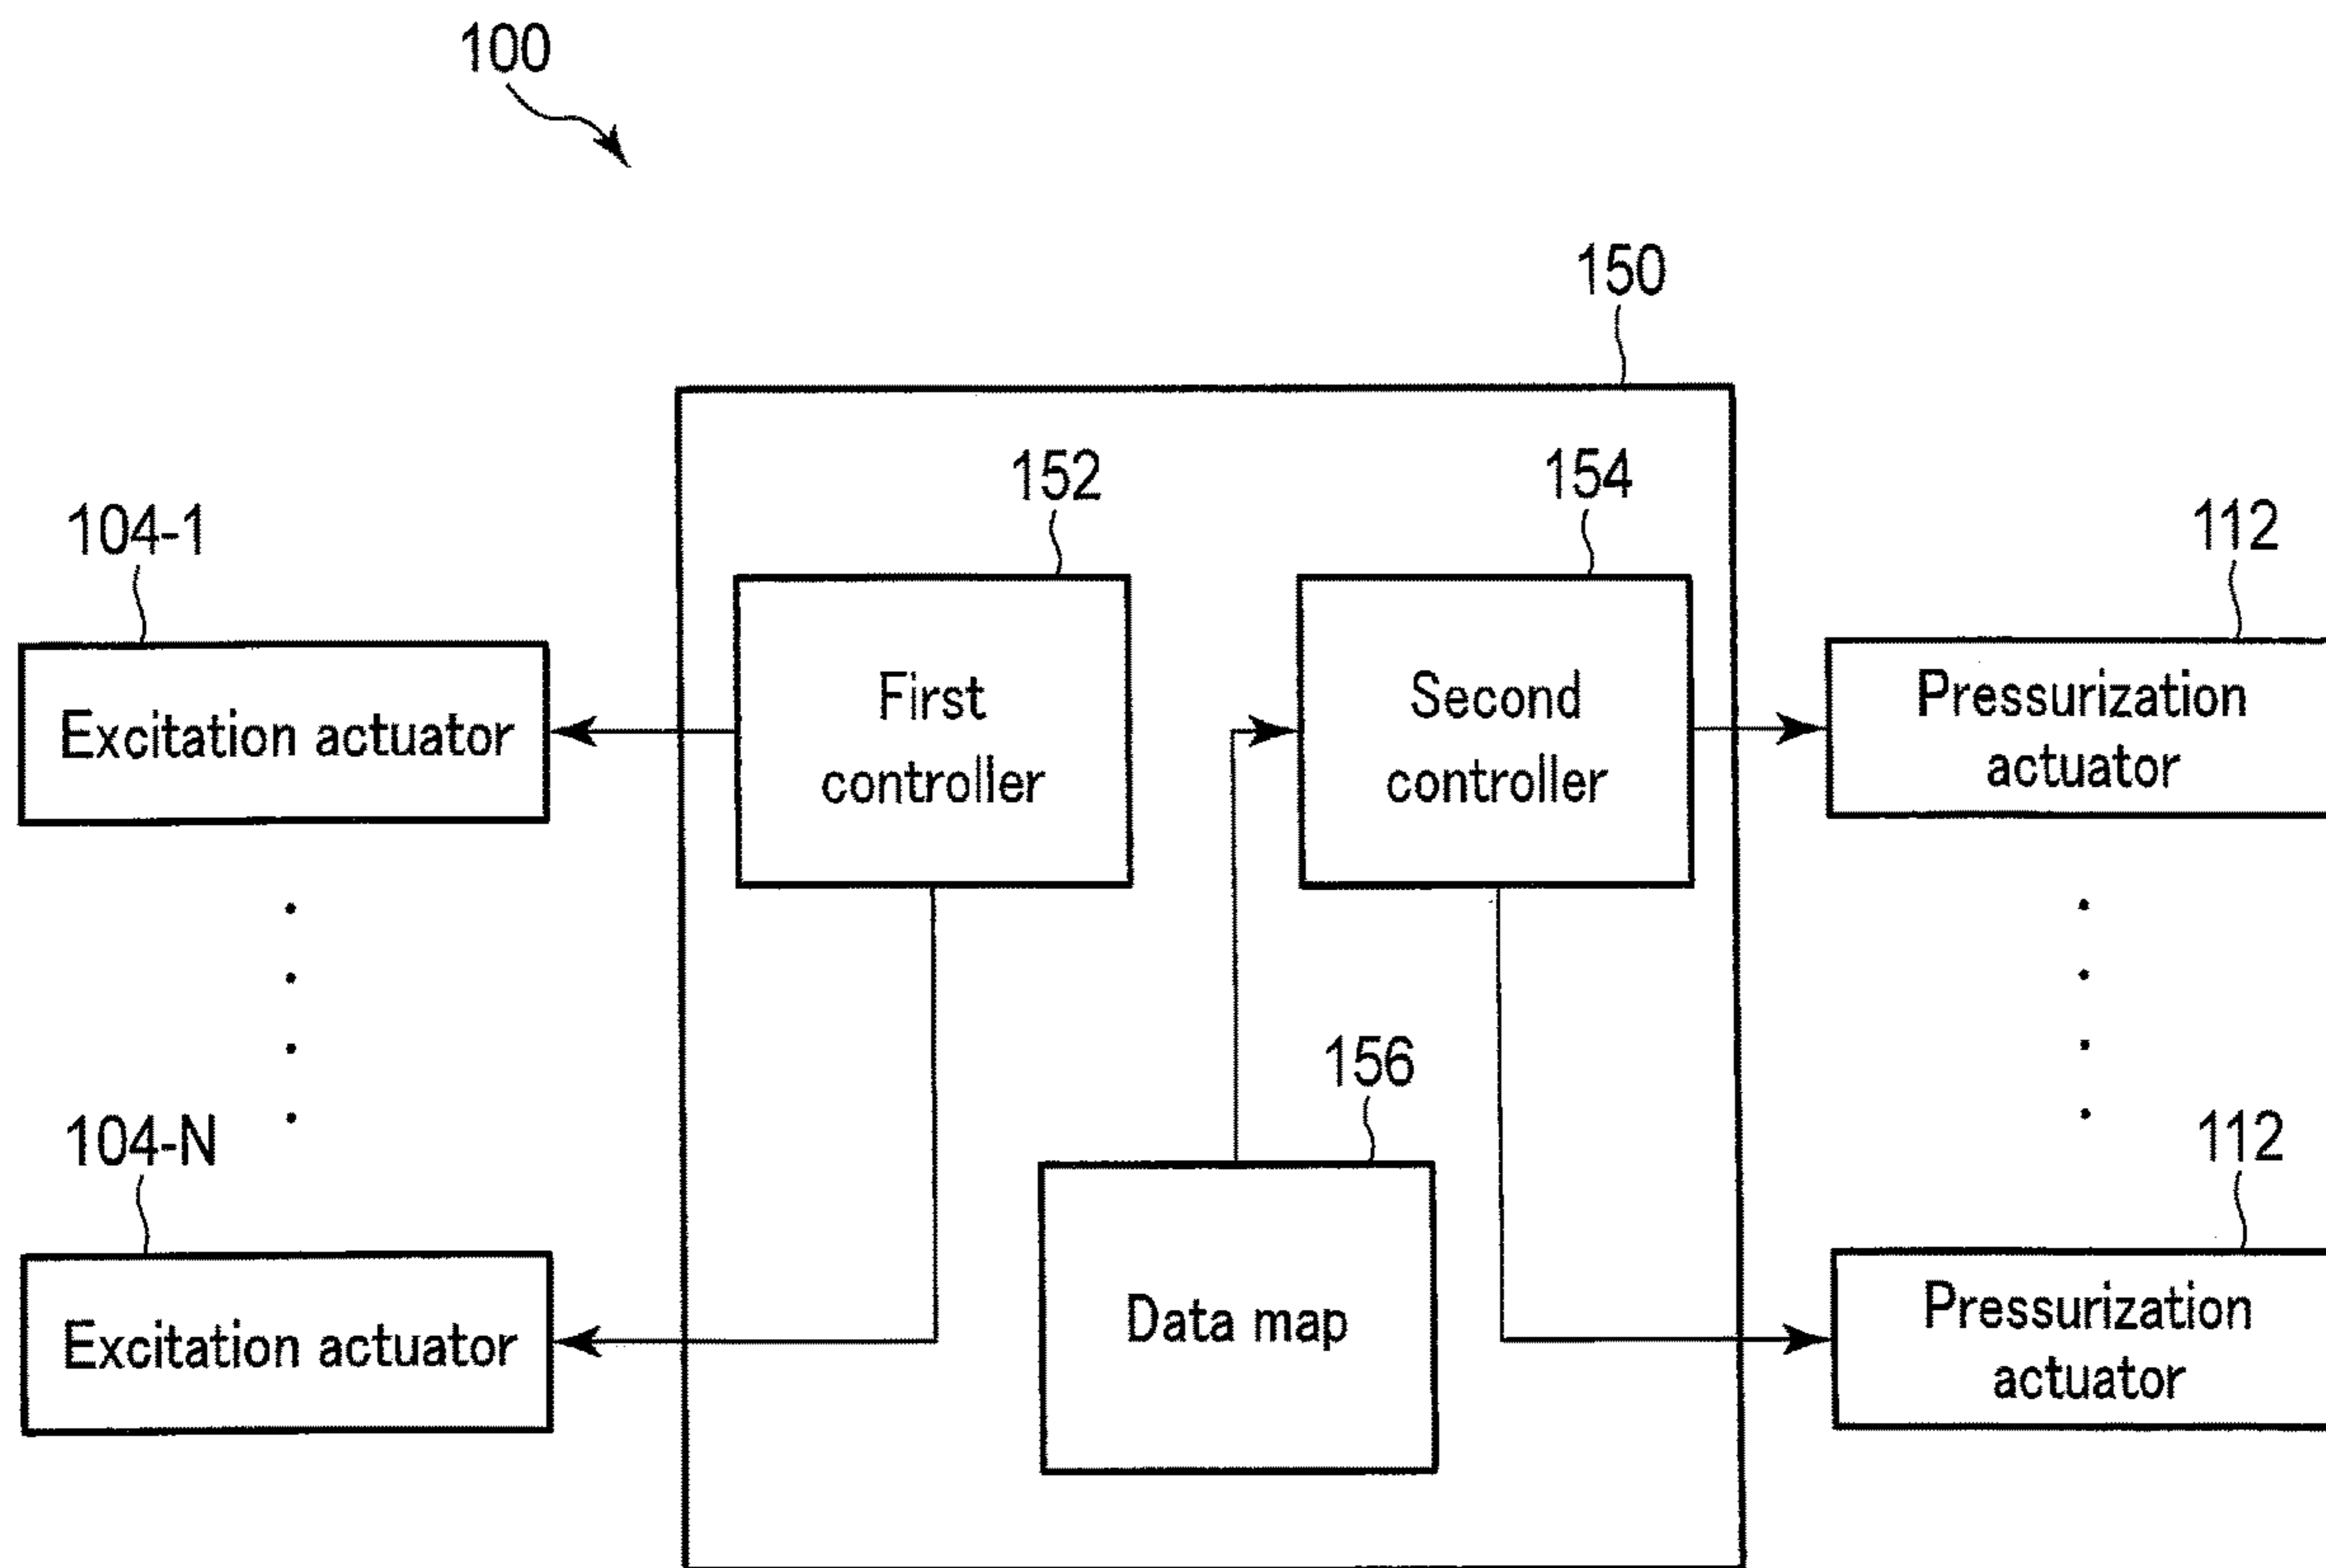 100
150
152
154
104-1
112
First
controller
Second
controller
Excitation actuator
Pressurization
actuator
156
104-N
112
Data map
Excitation actuator
Pressurization
actuator